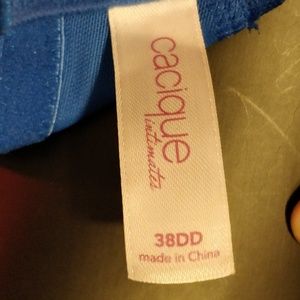 cacique
intimates
38DD
made in China